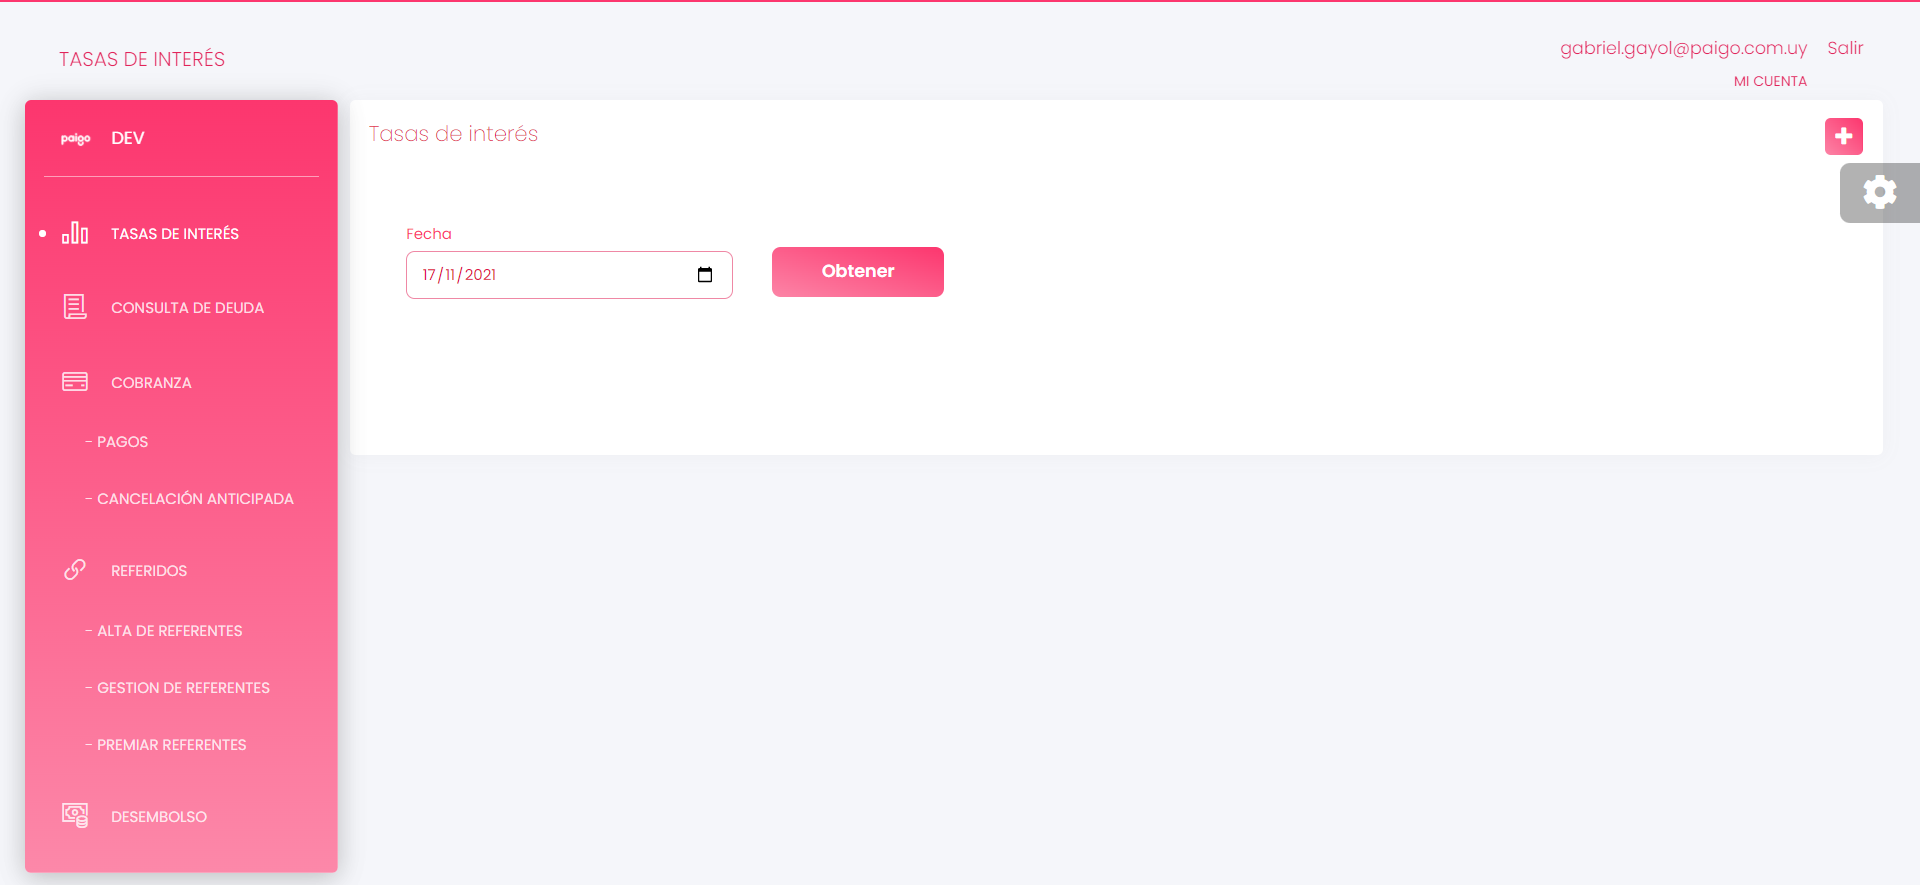 TASAS DE INTERÉS
gabriel.gayol@paigo.com.uy Salir
MI CUENTA
paigo DEV
TASAS DE INTERÉS
CONSULTA DE DEUDA
COBRANZA
- PAGOS
- CANCELACIÓN ANTICIPADA
REFERIDOS
- ALTA DE REFERENTES
- GESTION DE REFERENTES
- PREMIAR REFERENTES
DESEMBOLSO
Tasas de interés
Fecha
17/11/2021
Obtener